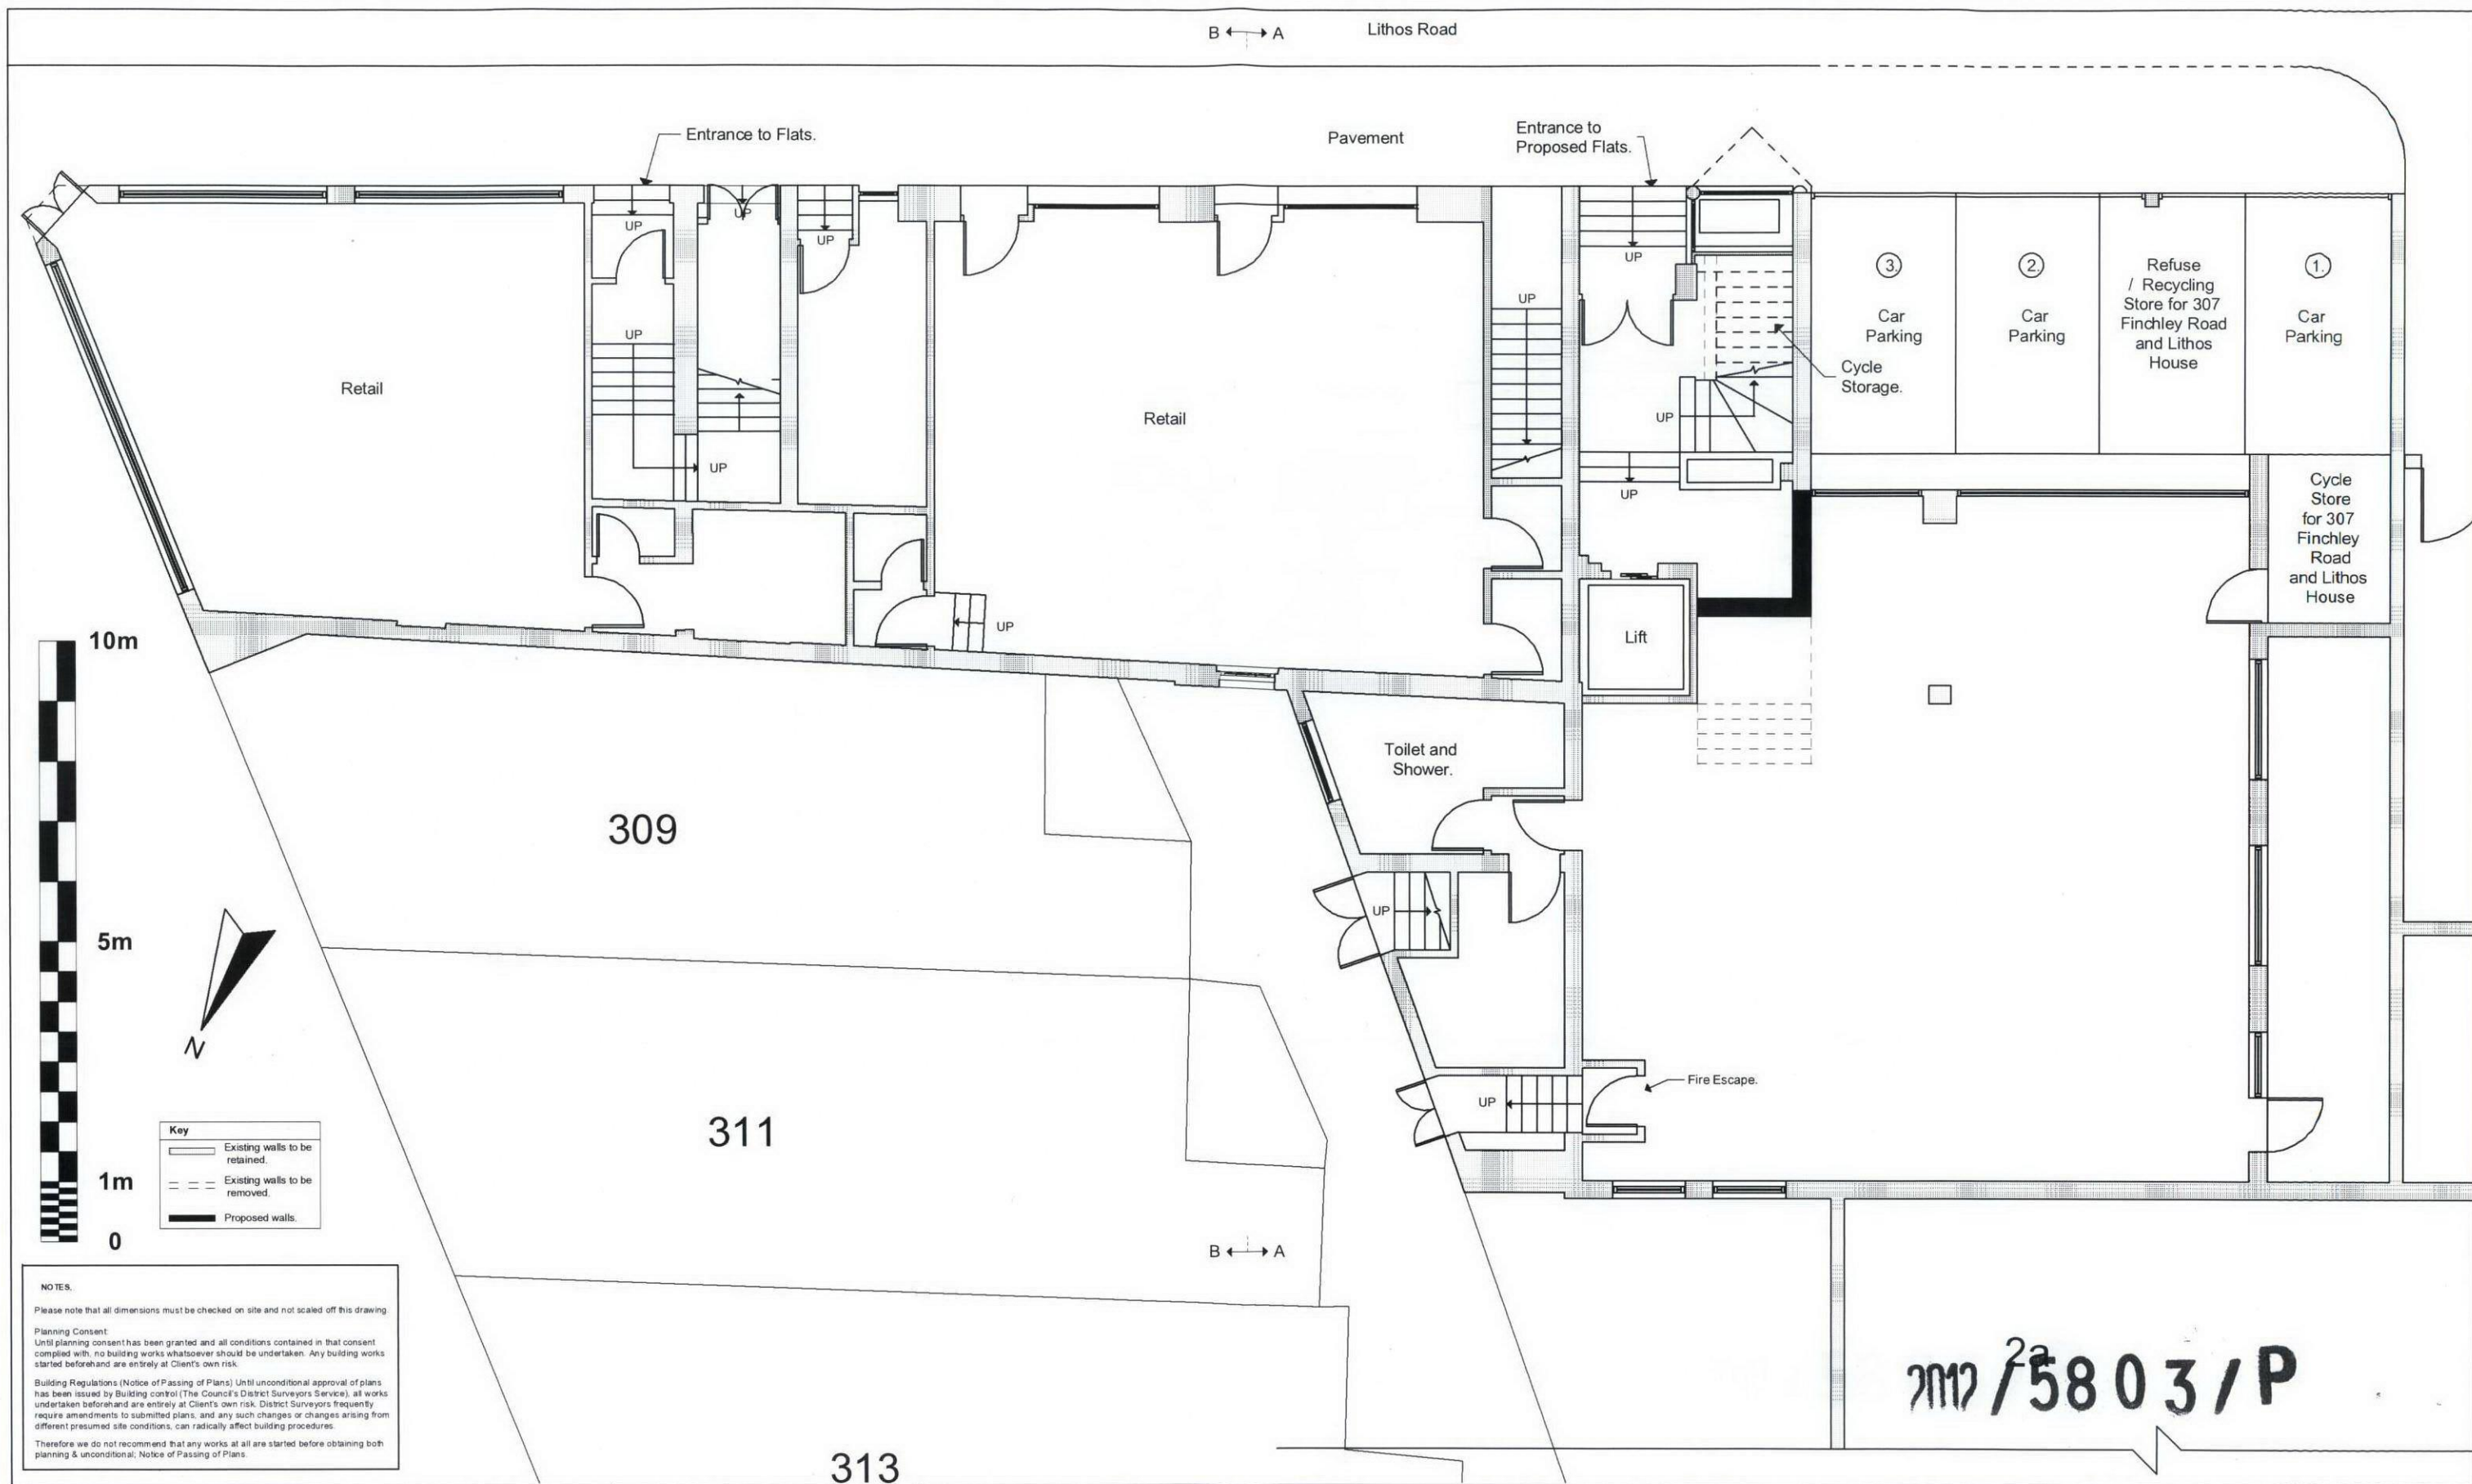 B A
Lithos Road
Entrance to Flats.
Pavement
Entrance to
Proposed Flats.
UP
UP
UP
UP
UP
UP
UP
UP
UP
UP
UP
Retail
Retail
3.
Car
Parking
2.
Car
Parking
Refuse
/ Recycling
Store for 307
Finchley Road
and Lithos
House
1.
Car
Parking
Cycle
Storage.
Cycle
Store
for 307
Finchley
Road
and Lithos
House
Lift
Toilet and
Shower.
UP
UP
Fire Escape.
10m
5m
1m
0
N
309
311
313
B A
Key
Existing walls to be
retained.
Existing walls to be
removed.
Proposed walls.
NOTES.
Please note that all dimensions must be checked on site and not scaled off this drawing.
Planning Consent:
Until planning consent has been granted and all conditions contained in that consent
complied with, no building works whatsoever should be undertaken. Any building works
started beforehand are entirely at Client's own risk.
Building Regulations (Notice of Passing of Plans) Until unconditional approval of plans
has been issued by Building control (The Council's District Surveyors Service), all works
undertaken beforehand are entirely at Client's own risk. District Surveyors frequently
require amendments to submitted plans, and any such changes or changes arising from
different presumed site conditions, can radically affect building procedures.
Therefore we do not recommend that any works at all are started before obtaining both
planning & unconditional; Notice of Passing of Plans.
2a
/5803/P